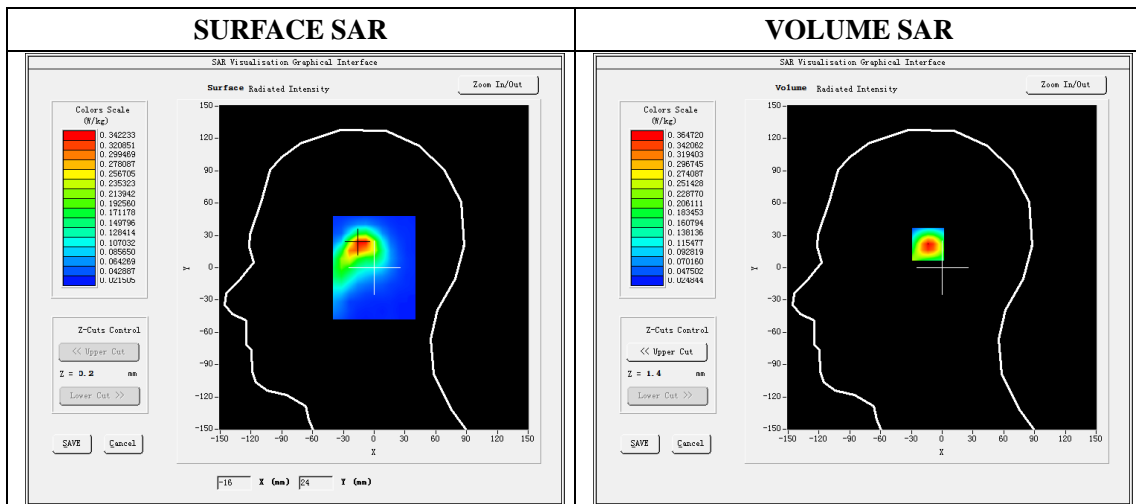 SURFACE SAR
VOLUME SAR
SAR Visualisation Graphical Interface
Surface Radiated Intensity
Zoom In/Out
Colors Scale
(W/kg)
0.342233
0.320851
0.299469
0.278087
0.256705
0.235323
0.213942
0.192560
0.171178
0.149796
0.128414
0.107032
0.085650
0.064269
0.042887
0.021505
150
120
90
60
30
0
-30
-60
-90
-120
-150
Y
-150 -120 -90 -60 -30 0 30 60 90 120 150
X
Z-Cuts Control
<< Upper Cut
Z = 0.2 mm
Lower Cut >>
SAVE Cancel
-16 X (mm) 24 Y (mm)
SAR Visualisation Graphical Interface
Volume Radiated Intensity
Zoom In/Out
Colors Scale
(W/kg)
0.364720
0.342062
0.319403
0.296745
0.274087
0.251428
0.228770
0.206111
0.183453
0.160794
0.138136
0.115477
0.092819
0.070160
0.047502
0.024844
150
120
90
60
30
0
-30
-60
-90
-120
-150
Y
-150 -120 -90 -60 -30 0 30 60 90 120 150
X
Z-Cuts Control
<< Upper Cut
Z = 1.4 mm
Lower Cut >>
SAVE Cancel